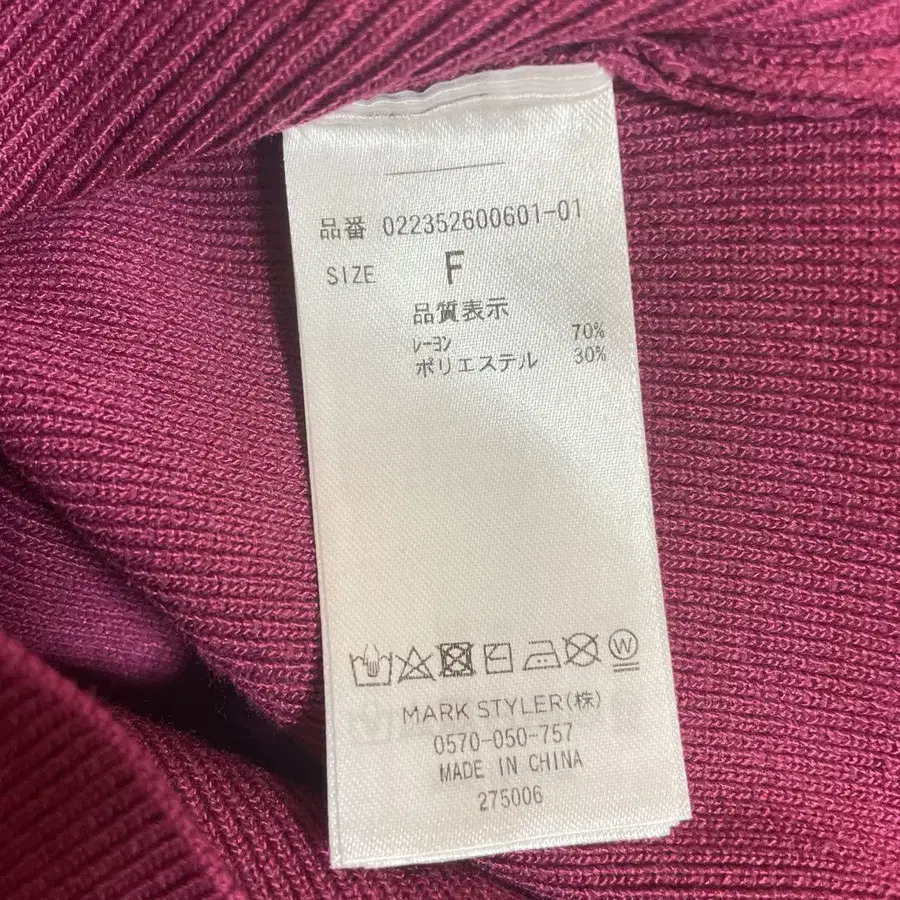 品番 022352600601-01
SIZE F
品質表示
レーヨン 70%
ポリエステル 30%
W
MARK STYLER(株)
0570-050-757
MADE IN CHINA
275006